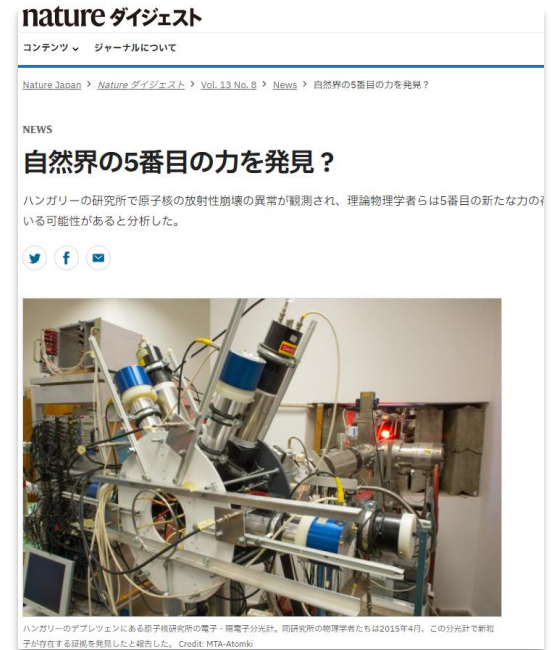 nature ダイジェスト
コンテンツ ジャーナルについて
Nature Japan > Nature ダイジェスト > Vol. 13 No. 8 > News > 自然界の5番目の力を発見？
NEWS
自然界の5番目の力を発見？
ハンガリーの研究所で原子核の放射性崩壊の異常が観測され、理論物理学者らは5番目の新たな力の
いる可能性があると分析した。
ハンガリーのデブレツェンにある原子核研究所の電子・陽電子分光計。同研究所の物理学者たちは2015年4月、この分光計で新粒
子が存在する証拠を発見したと報告した。 Credit: MTA-Atomki